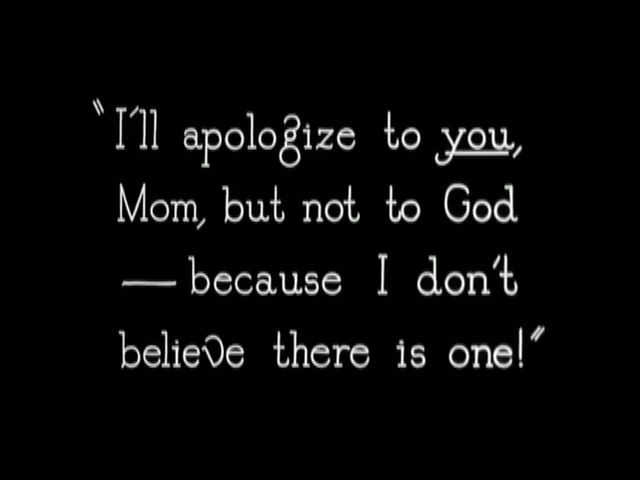 "I'll apologize to you,
Mom, but not to God
— because I don't
believe there is one!"